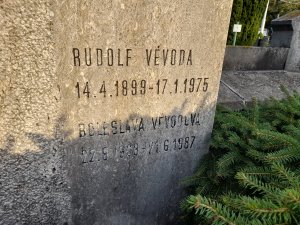 RUDOLF VÉVODA
14.4.1899-17.1.1975
BOLESLAVA VÉVODOVÁ